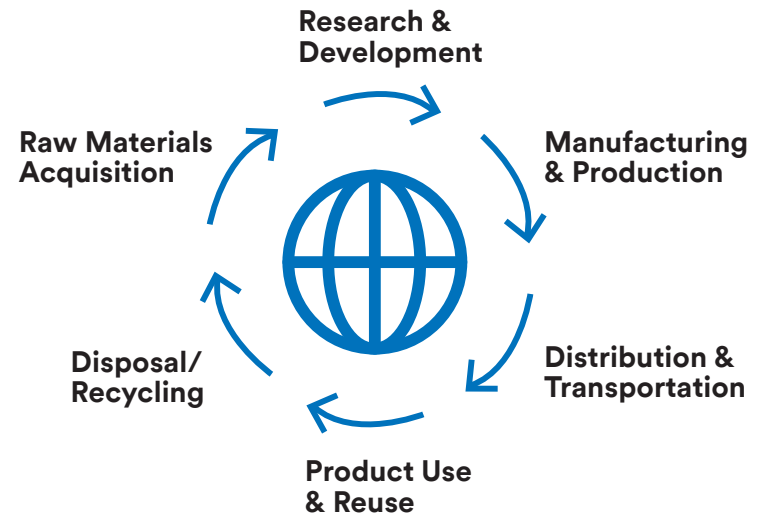 Research &
Development
Manufacturing
& Production
Distribution &
Transportation
Product Use
& Reuse
Disposal/
Recycling
Raw Materials
Acquisition